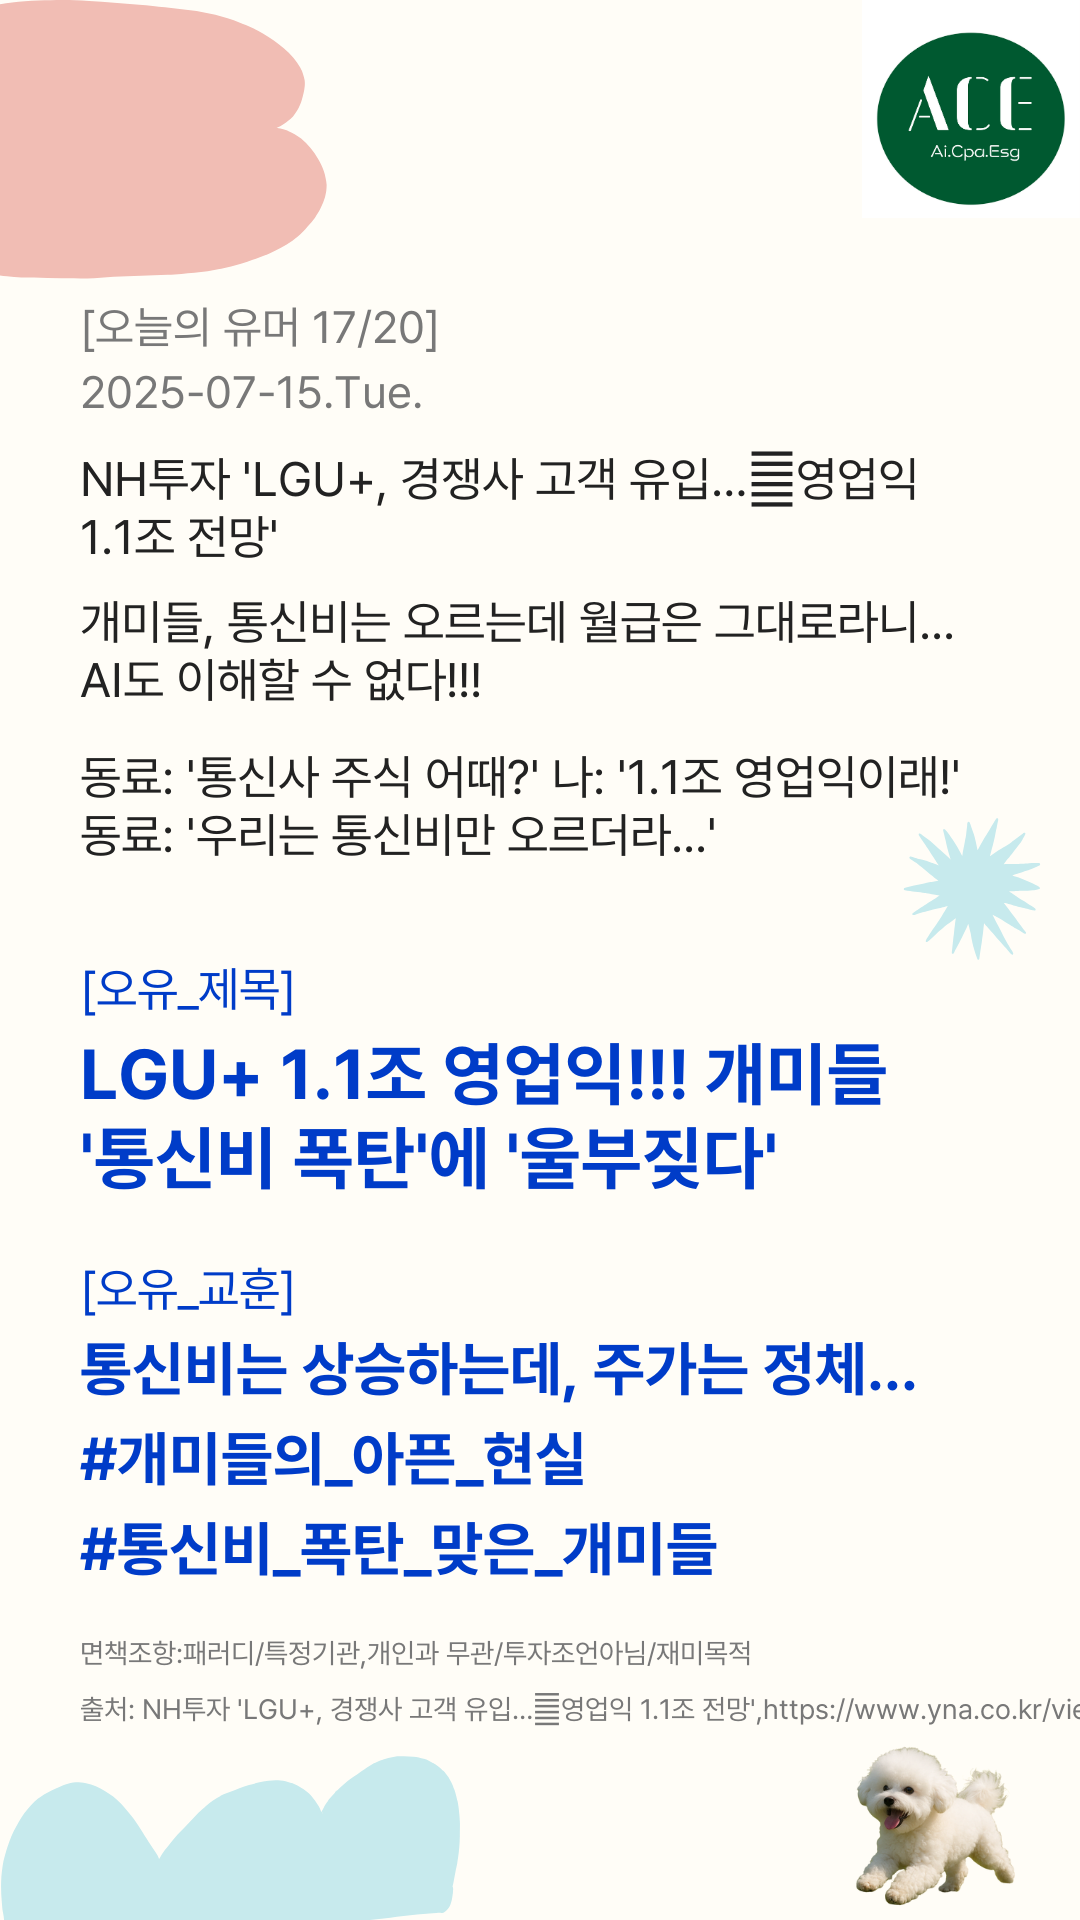 ACE
Ai.Cpa.Esg
[오늘의 유머 17/20]
2025-07-15.Tue.
NH투자 'LGU+, 경쟁사 고객 유입...䷀영업익
1.1조 전망'
개미들, 통신비는 오르는데 월급은 그대로라니...
AI도 이해할 수 없다!!!
동료: '통신사 주식 어때?' 나: '1.1조 영업익이래!'
동료: '우리는 통신비만 오르더라...'
[오유_제목]
LGU+ 1.1조 영업익!!! 개미들
'통신비 폭탄'에 '울부짖다'
[오유_교훈]
통신비는 상승하는데, 주가는 정체...
#개미들의_아픈_현실
#통신비_폭탄_맞은_개미들
면책조항:패러디/특정기관,개인과 무관/투자조언아님/재미목적
출처: NH투자 'LGU+, 경쟁사 고객 유입...䷀영업익 1.1조 전망',https://www.yna.co.kr/vie